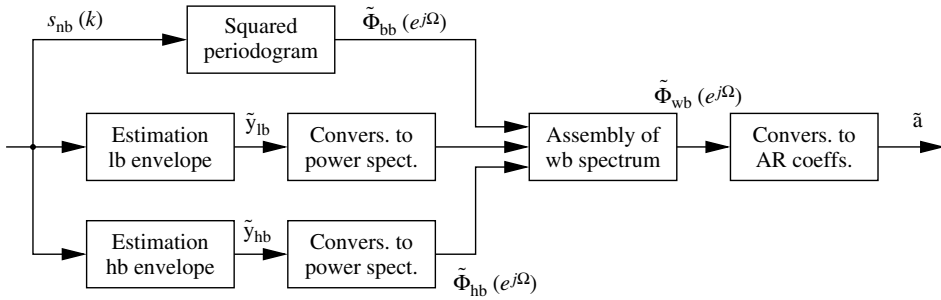 s_nb (k)
Squared
periodogram
Φ̃_bb (e^jΩ)
Estimation
lb envelope
ỹ_lb
Convers. to
power spect.
Assembly of
wb spectrum
Φ̃_wb (e^jΩ)
Convers. to
AR coeffs.
ã
Estimation
hb envelope
ỹ_hb
Convers. to
power spect.
Φ̃_hb (e^jΩ)